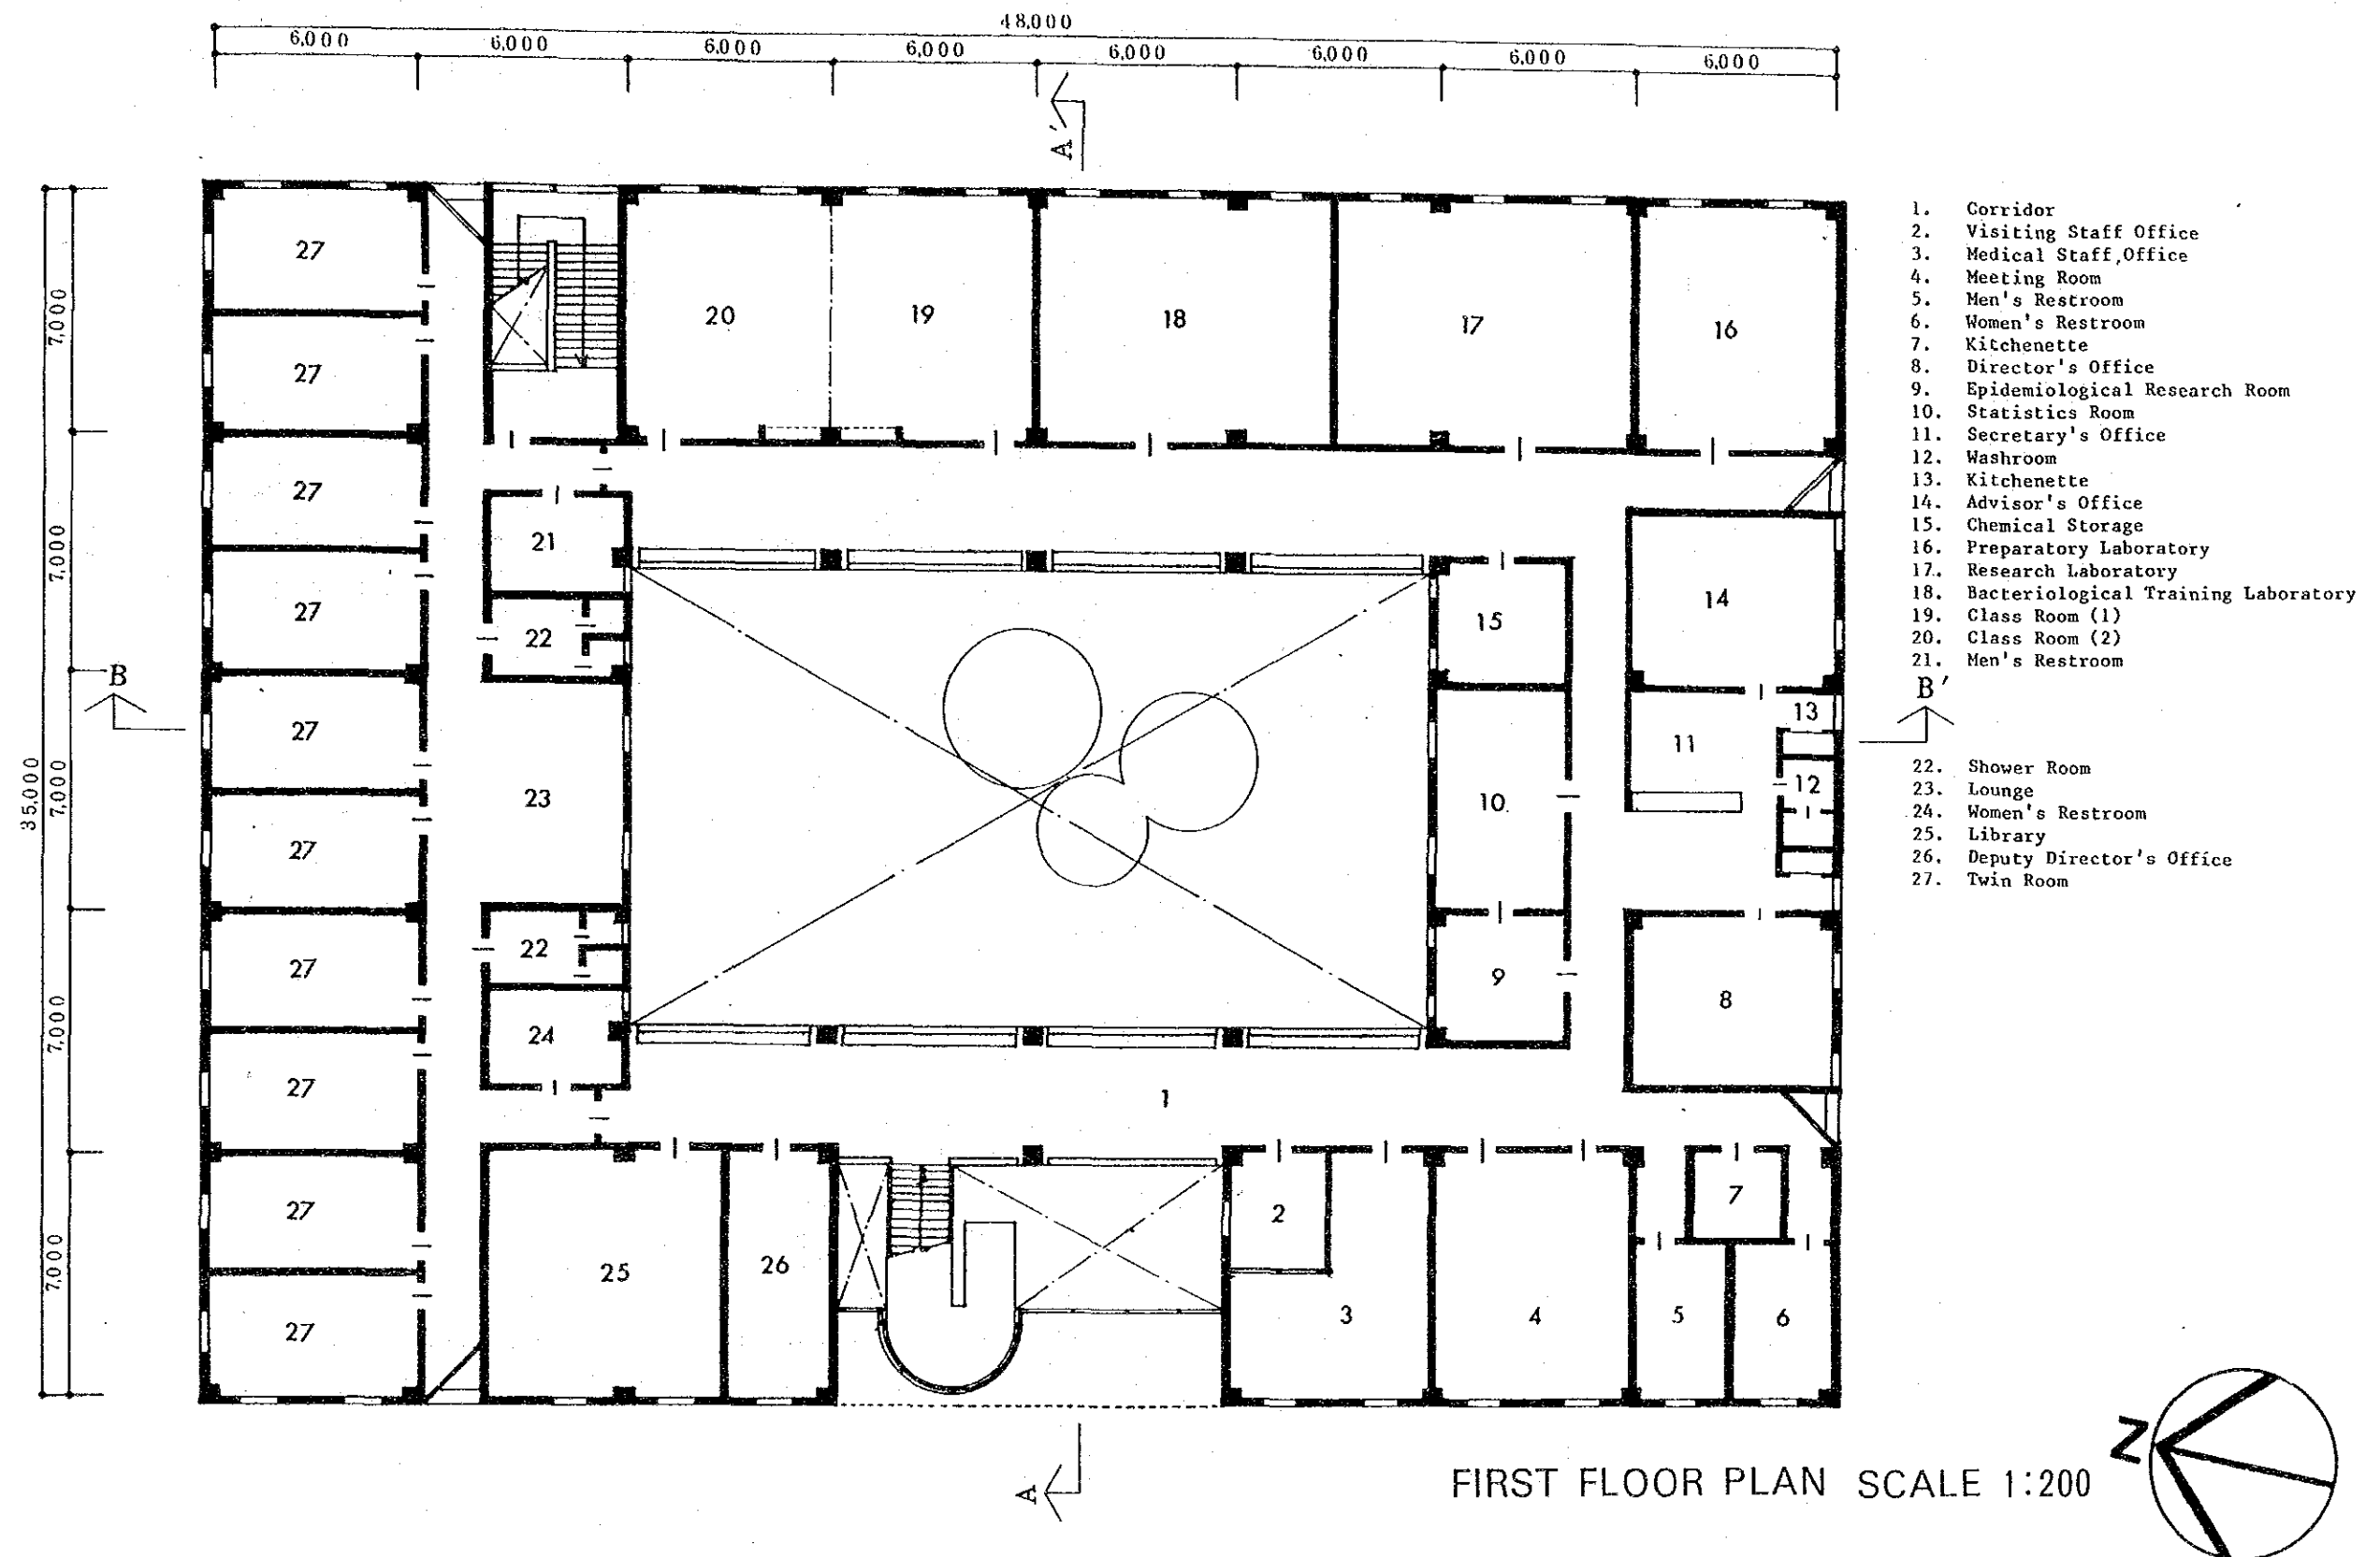 48,000
6,000 6,000 6,000 6,000 6,000 6,000 6,000 6,000
A'
35,000
7,000
7,000
7,000
7,000
7,000
B
B'
27
27
27
27
27
27
27
27
27
27
20 19 18 17 16
21
22
23
22
24
15
10.
9
14
13
11
12
8
1
25 26
2
3
4
5
6
7
A
1. Corridor
2. Visiting Staff Office
3. Medical Staff,Office
4. Meeting Room
5. Men's Restroom
6. Women's Restroom
7. Kitchenette
8. Director's Office
9. Epidemiological Research Room
10. Statistics Room
11. Secretary's Office
12. Washroom
13. Kitchenette
14. Advisor's Office
15. Chemical Storage
16. Preparatory Laboratory
17. Research Laboratory
18. Bacteriological Training Laboratory
19. Class Room (1)
20. Class Room (2)
21. Men's Restroom
22. Shower Room
23. Lounge
24. Women's Restroom
25. Library
26. Deputy Director's Office
27. Twin Room
FIRST FLOOR PLAN SCALE 1:200
N